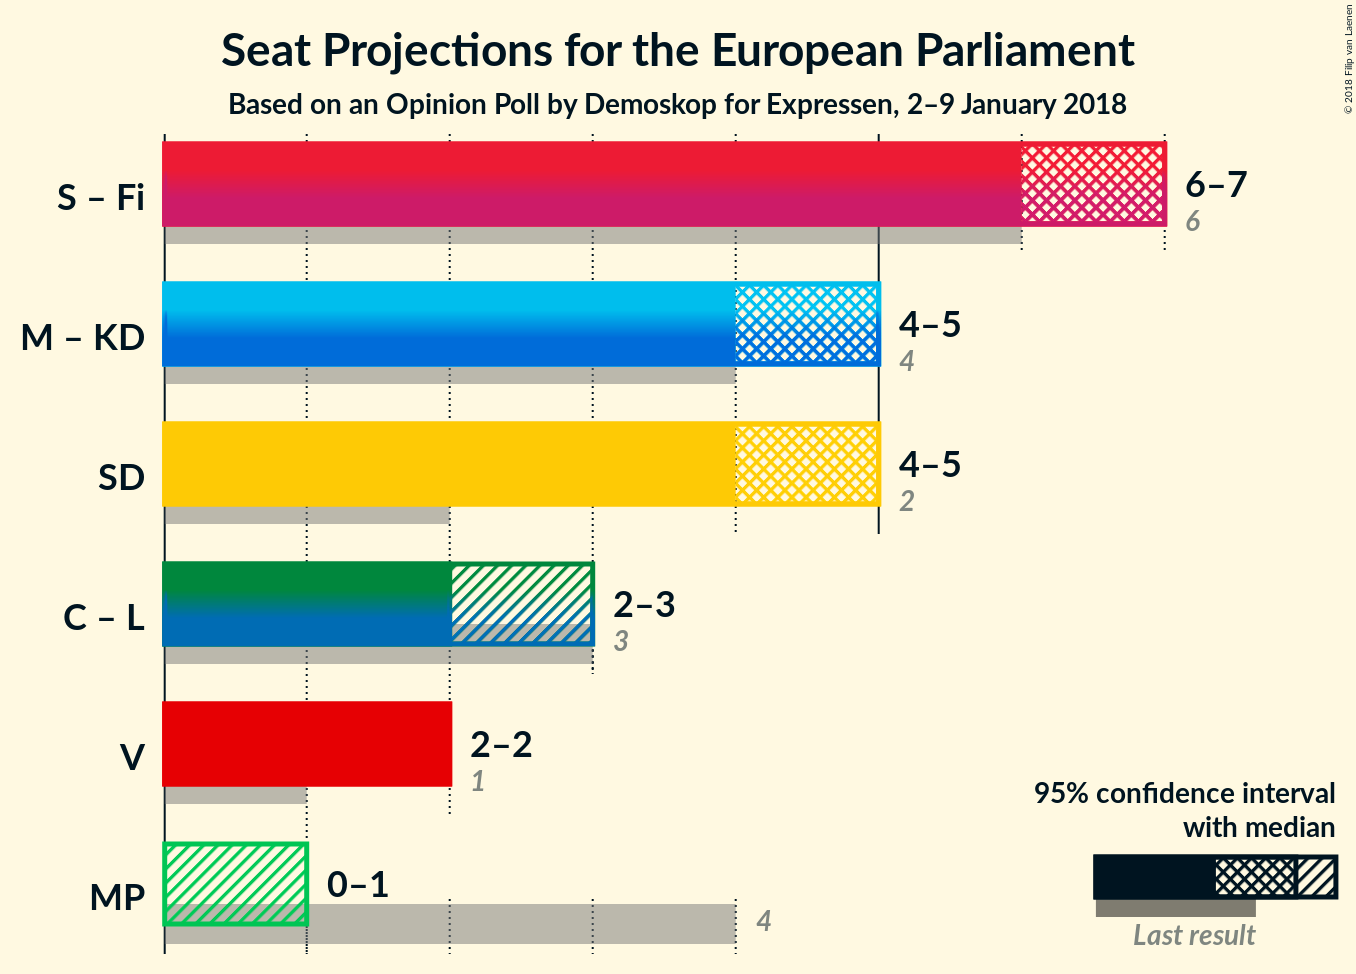 Seat Projections for the European Parliament
Based on an Opinion Poll by Demoskop for Expressen, 2–9 January 2018
© 2018 Filip van Laenen
S – Fi
6–7
6
M – KD
4–5
4
SD
4–5
2
C – L
2–3
3
V
2–2
1
MP
0–1
4
95% confidence interval
with median
Last result